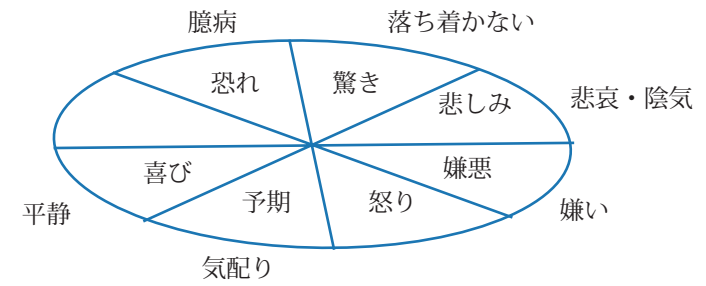 臆病
落ち着かない
恐れ
驚き
悲しみ
悲哀・陰気
喜び
嫌悪
予期
怒り
平静
嫌い
気配り